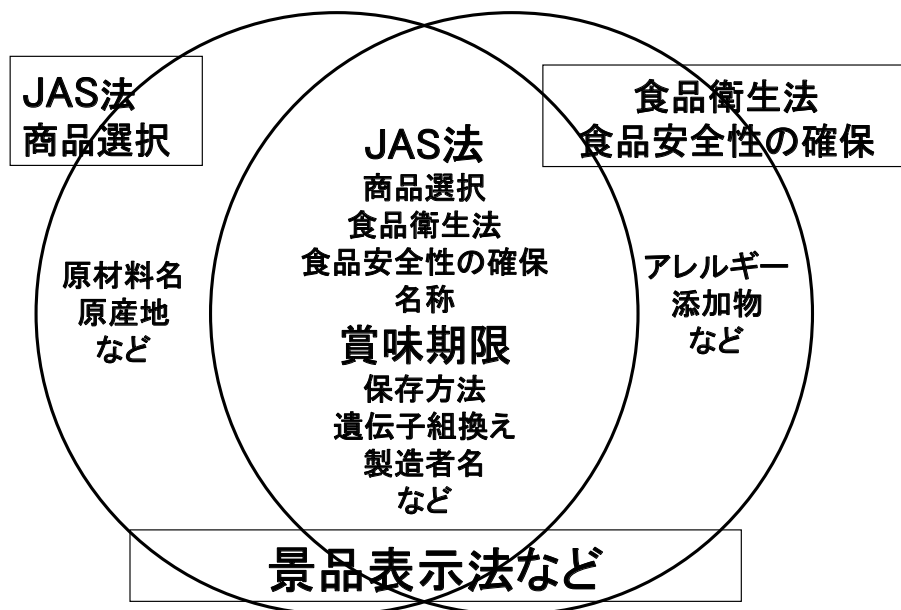 JAS法
商品選択
食品衛生法
食品安全性の確保
JAS法
商品選択
食品衛生法
食品安全性の確保
名称
賞味期限
保存方法
遺伝子組換え
製造者名
など
原材料名
原産地
など
アレルギー
添加物
など
景品表示法など